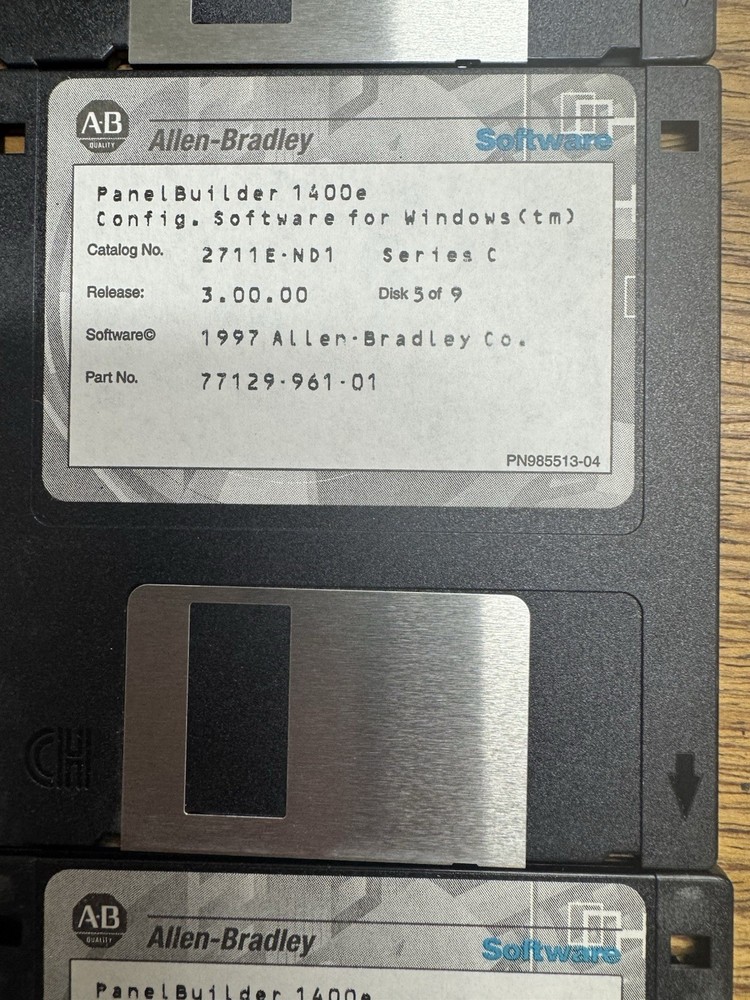 A·B
QUALITY
Allen-Bradley Software
PanelBuilder 1400e
Config. Software for Windows(tm)
Catalog No. 2711E-ND1 Series C
Release: 3.00.00 Disk 5 of 9
Software© 1997 Allen-Bradley Co.
Part No. 77129-961-01
PN985513-04
CH
A·B
QUALITY
Allen-Bradley Software
PanelBuilder 1400e